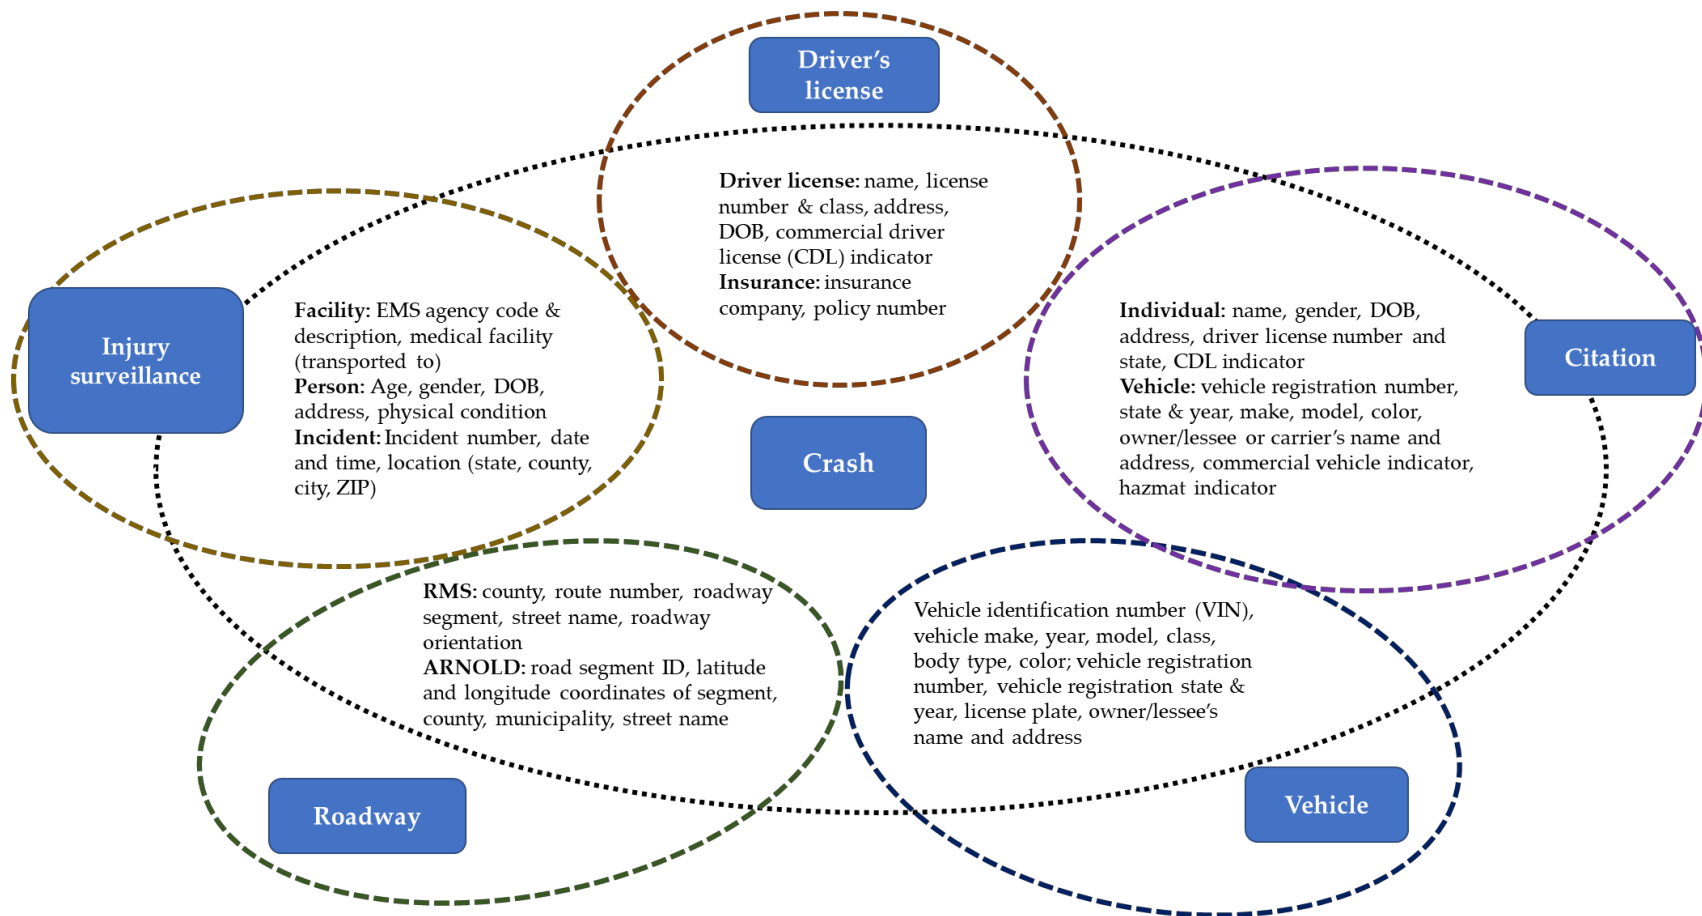 Driver's
license
Driver license: name, license
number & class, address,
DOB, commercial driver
license (CDL) indicator
Insurance: insurance
company, policy number
Injury
surveillance
Facility: EMS agency code &
description, medical facility
(transported to)
Person: Age, gender, DOB,
address, physical condition
Incident: Incident number, date
and time, location (state, county,
city, ZIP)
Crash
Individual: name, gender, DOB,
address, driver license number and
state, CDL indicator
Vehicle: vehicle registration number,
state & year, make, model, color,
owner/lessee or carrier's name and
address, commercial vehicle indicator,
hazmat indicator
Citation
RMS: county, route number, roadway
segment, street name, roadway
orientation
ARNOLD: road segment ID, latitude
and longitude coordinates of segment,
county, municipality, street name
Roadway
Vehicle identification number (VIN),
vehicle make, year, model, class,
body type, color; vehicle registration
number, vehicle registration state &
year, license plate, owner/lessee's
name and address
Vehicle